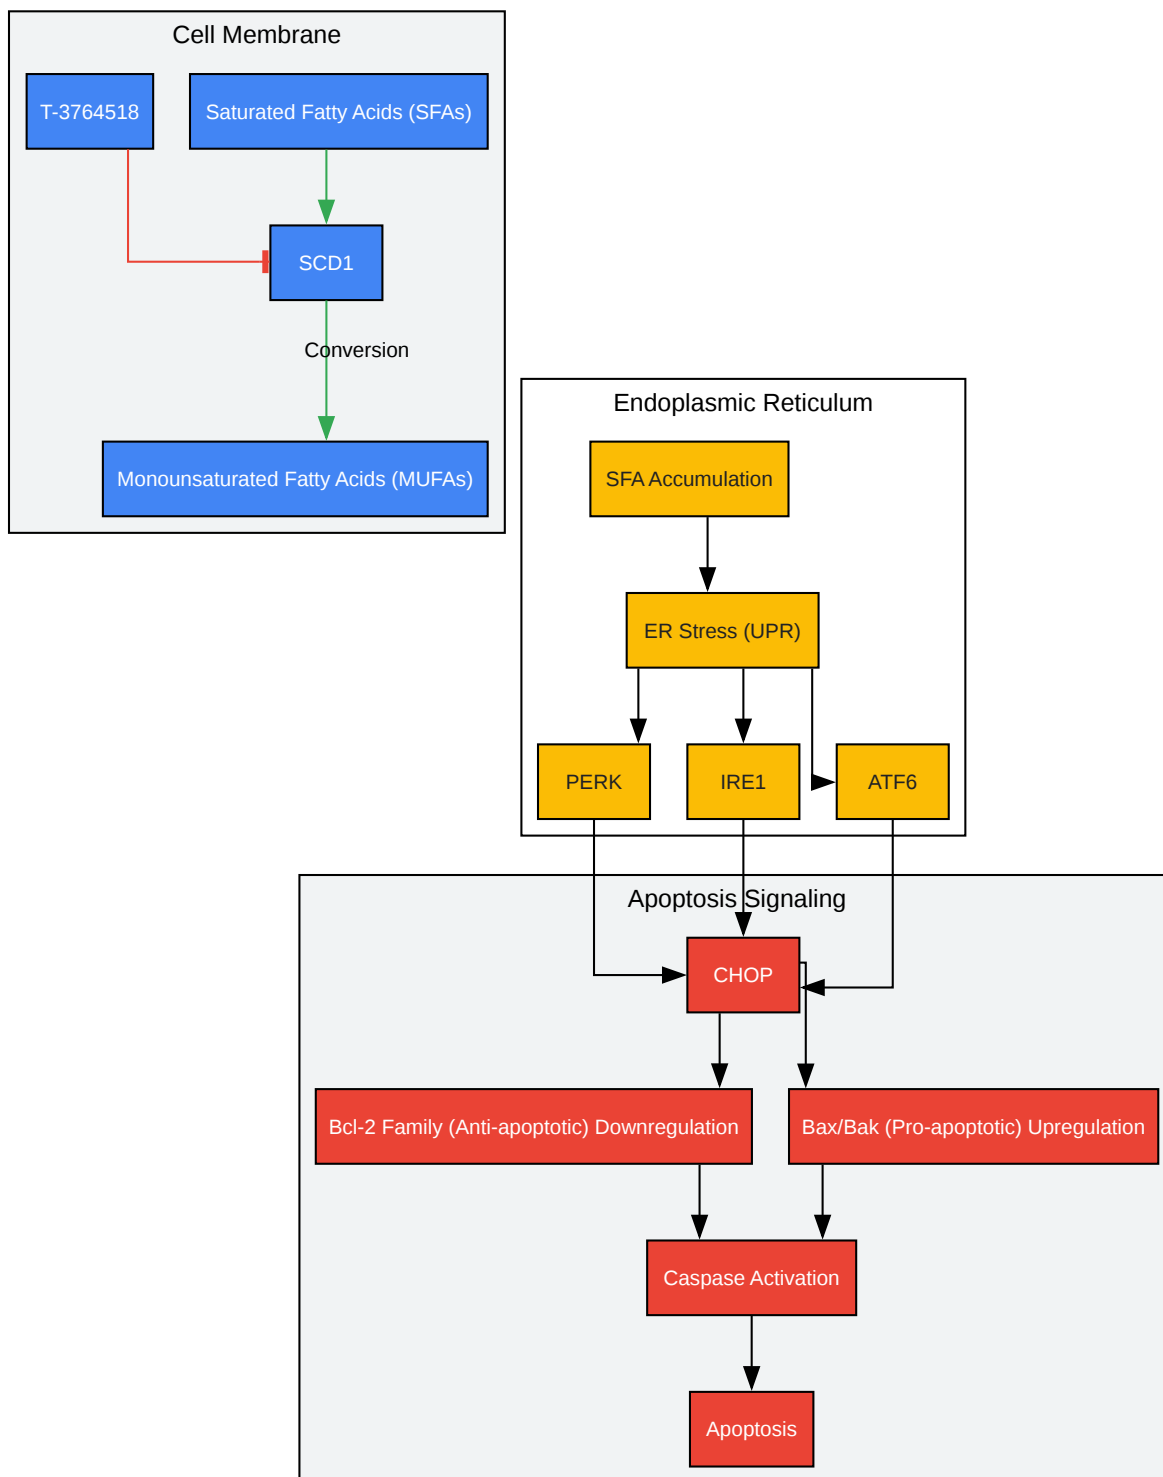 Cell Membrane
T-3764518
Saturated Fatty Acids (SFAs)
SCD1
Conversion
Monounsaturated Fatty Acids (MUFAs)
Endoplasmic Reticulum
SFA Accumulation
ER Stress (UPR)
PERK
IRE1
ATF6
Apoptosis Signaling
CHOP
Bcl-2 Family (Anti-apoptotic) Downregulation
Bax/Bak (Pro-apoptotic) Upregulation
Caspase Activation
Apoptosis